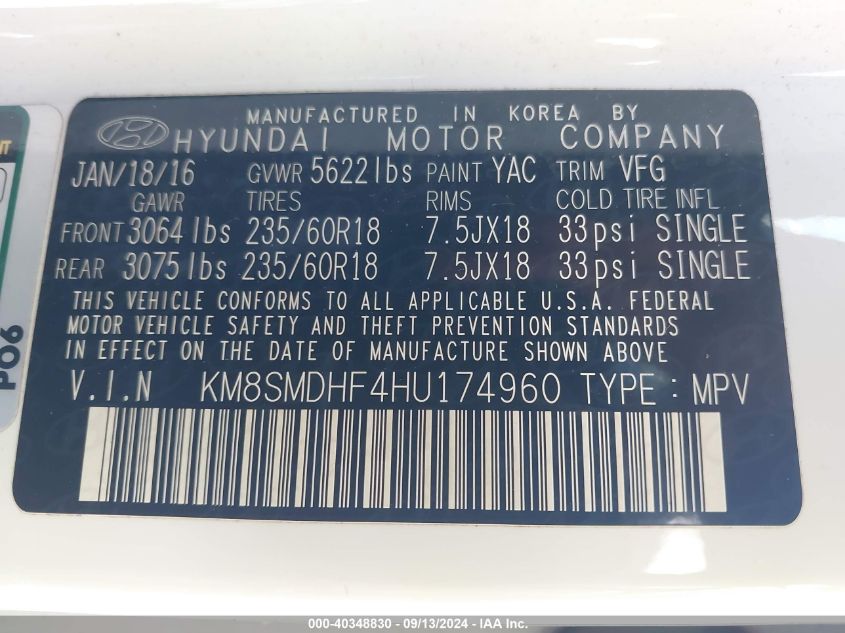 MANUFACTURED IN KOREA BY
HYUNDAI MOTOR COMPANY
JAN/18/16 GVWR 5622lbs PAINT YAC TRIM VFG
GAWR TIRES RIMS COLD TIRE INFL
FRONT 3064lbs 235/60R18 7.5JX18 33psi SINGLE
REAR 3075lbs 235/60R18 7.5JX18 33psi SINGLE
THIS VEHICLE CONFORMS TO ALL APPLICABLE U.S.A. FEDERAL
MOTOR VEHICLE SAFETY AND THEFT PREVENTION STANDARDS
IN EFFECT ON THE DATE OF MANUFACTURE SHOWN ABOVE
V.I.N KM8SMDHF4HU174960 TYPE : MPV
P06
000-40348830 - 09/13/2024 - IAA Inc.